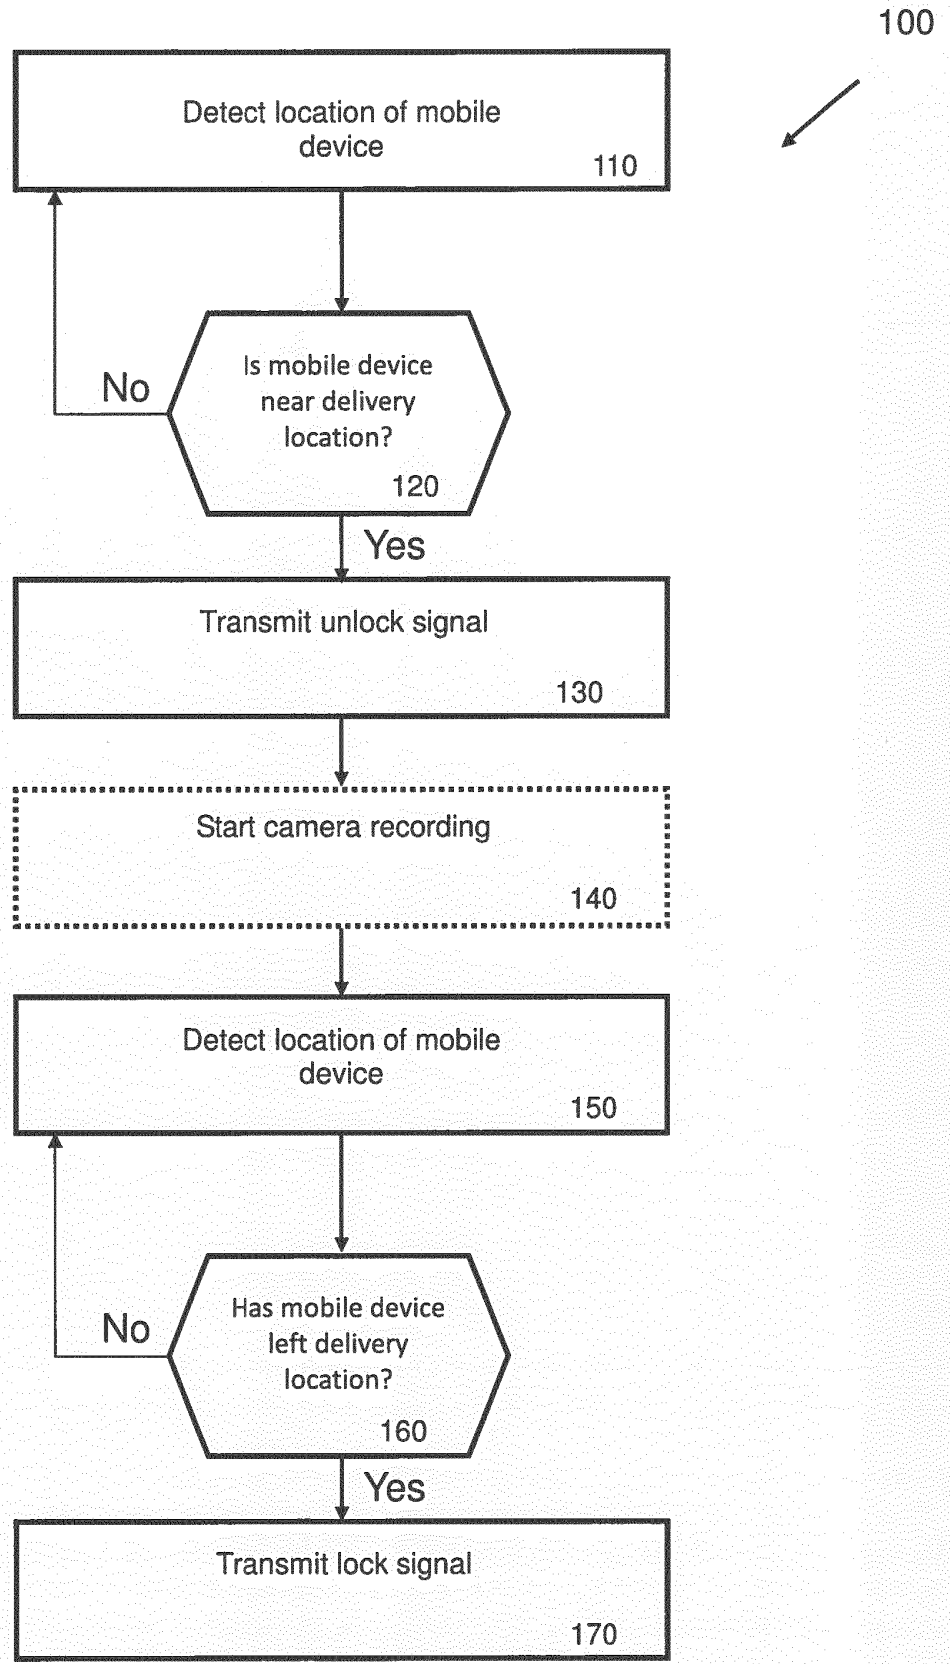 100
Detect location of mobile
device
110
Is mobile device
near delivery
location?
No
120
Yes
Transmit unlock signal
130
Start camera recording
140
Detect location of mobile
device
150
Has mobile device
left delivery
location?
No
160
Yes
Transmit lock signal
170